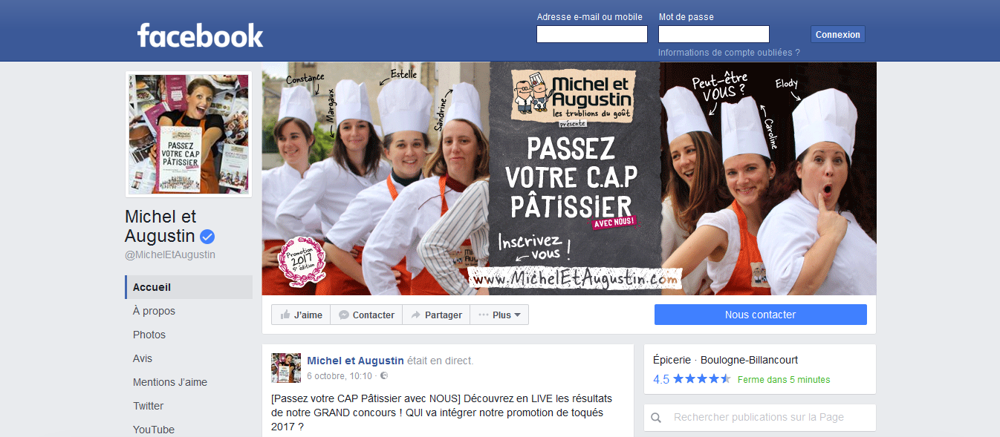 facebook
Adresse e-mail ou mobile
Mot de passe
Connexion
Informations de compte oubliées ?
PASSEZ
VOTRE C.A.P
PÂTISSIER
Michel et
Augustin
@MichelEtAugustin
Accueil
À propos
Photos
Avis
Mentions J'aime
Twitter
YouTube
Constance
Margaux
Estelle
Sandrine
Michel et
Augustin
les trublions du goût
présente
PASSEZ
VOTRE C.A.P
PÂTISSIER
AVEC NOUS!
Inscrivez
vous !
www.MichelEtAugustin.com
Promotion
2017
5e édition
Peut-être
VOUS ?
Caroline
Elody
J'aime
Contacter
Partager
Plus
Nous contacter
Michel et Augustin était en direct.
6 octobre, 10:10 ·
[Passez votre CAP Pâtissier avec NOUS] Découvrez en LIVE les résultats
de notre GRAND concours ! QUI va intégrer notre promotion de toqués
2017 ?
Épicerie · Boulogne-Billancourt
4.5 ★★★★★ Ferme dans 5 minutes
Rechercher publications sur la Page